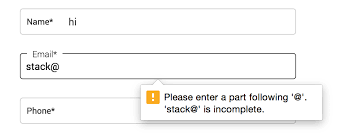 Name* hi
Email*
stack@
Please enter a part following '@'.
'stack@' is incomplete.
Phone*